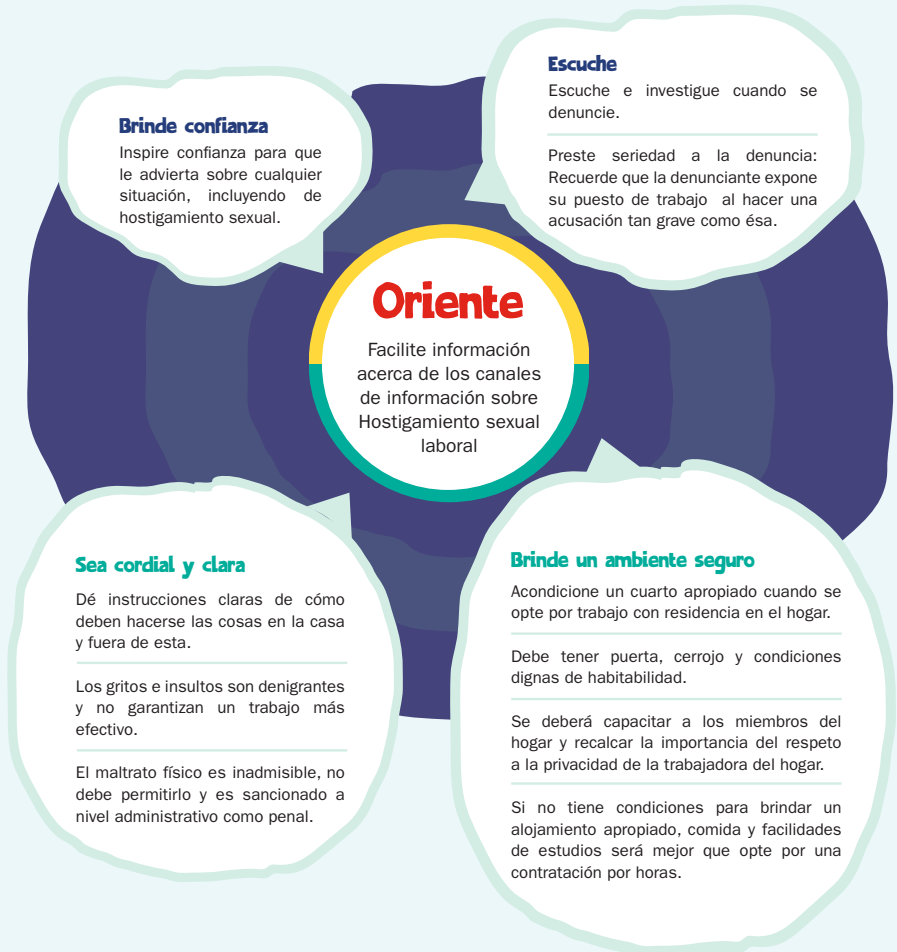 Brinde confianza
Inspire confianza para que
le advierta sobre cualquier
situación, incluyendo de
hostigamiento sexual.
Escuche
Escuche e investigue cuando se
denuncie.
Preste seriedad a la denuncia:
Recuerde que la denunciante expone
su puesto de trabajo al hacer una
acusación tan grave como ésa.
Oriente
Facilite información
acerca de los canales
de información sobre
Hostigamiento sexual
laboral
Sea cordial y clara
Dé instrucciones claras de cómo
deben hacerse las cosas en la casa
y fuera de esta.
Los gritos e insultos son denigrantes
y no garantizan un trabajo más
efectivo.
El maltrato físico es inadmisible, no
debe permitirlo y es sancionado a
nivel administrativo como penal.
Brinde un ambiente seguro
Acondicione un cuarto apropiado cuando se
opte por trabajo con residencia en el hogar.
Debe tener puerta, cerrojo y condiciones
dignas de habitabilidad.
Se deberá capacitar a los miembros del
hogar y recalcar la importancia del respeto
a la privacidad de la trabajadora del hogar.
Si no tiene condiciones para brindar un
alojamiento apropiado, comida y facilidades
de estudios será mejor que opte por una
contratación por horas.